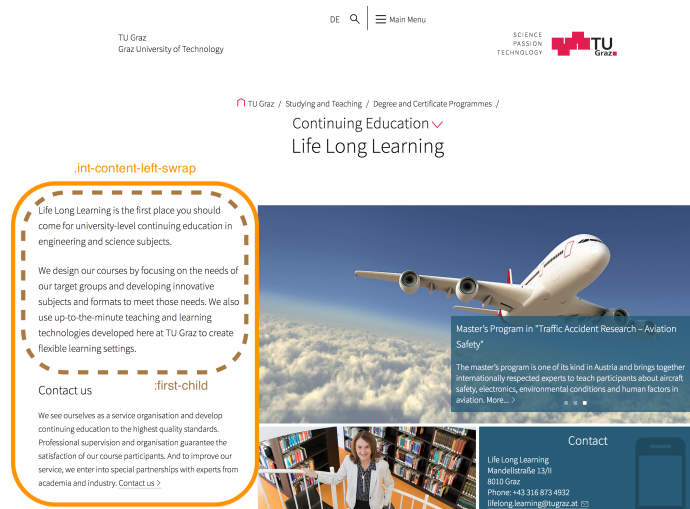 DE Main Menu
TU Graz
Graz University of Technology
SCIENCE
PASSION
TECHNOLOGY
TU
Graz
TU Graz / Studying and Teaching / Degree and Certificate Programmes /
Continuing Education
Life Long Learning
.int-content-left-swrap
Life Long Learning is the first place you should
come for university-level continuing education in
engineering and science subjects.
We design our courses by focusing on the needs of
our target groups and developing innovative
subjects and formats to meet those needs. We also
use up-to-the-minute teaching and learning
technologies developed here at TU Graz to create
flexible learning settings.
:first-child
Contact us
We see ourselves as a service organisation and develop
continuing education to the highest quality standards.
Professional supervision and organisation guarantee the
satisfaction of our course participants. And to improve our
service, we enter into special partnerships with experts from
academia and industry. Contact us >
Master's Program in "Traffic Accident Research – Aviation
Safety"
The master's program is one of its kind in Austria and brings together
internationally respected experts to teach participants about aircraft
safety, electronics, environmental conditions and human factors in
aviation. More... >
Contact
Life Long Learning
Mandellstraße 13/II
8010 Graz
Phone: +43 316 873 4932
lifelong.learning@tugraz.at